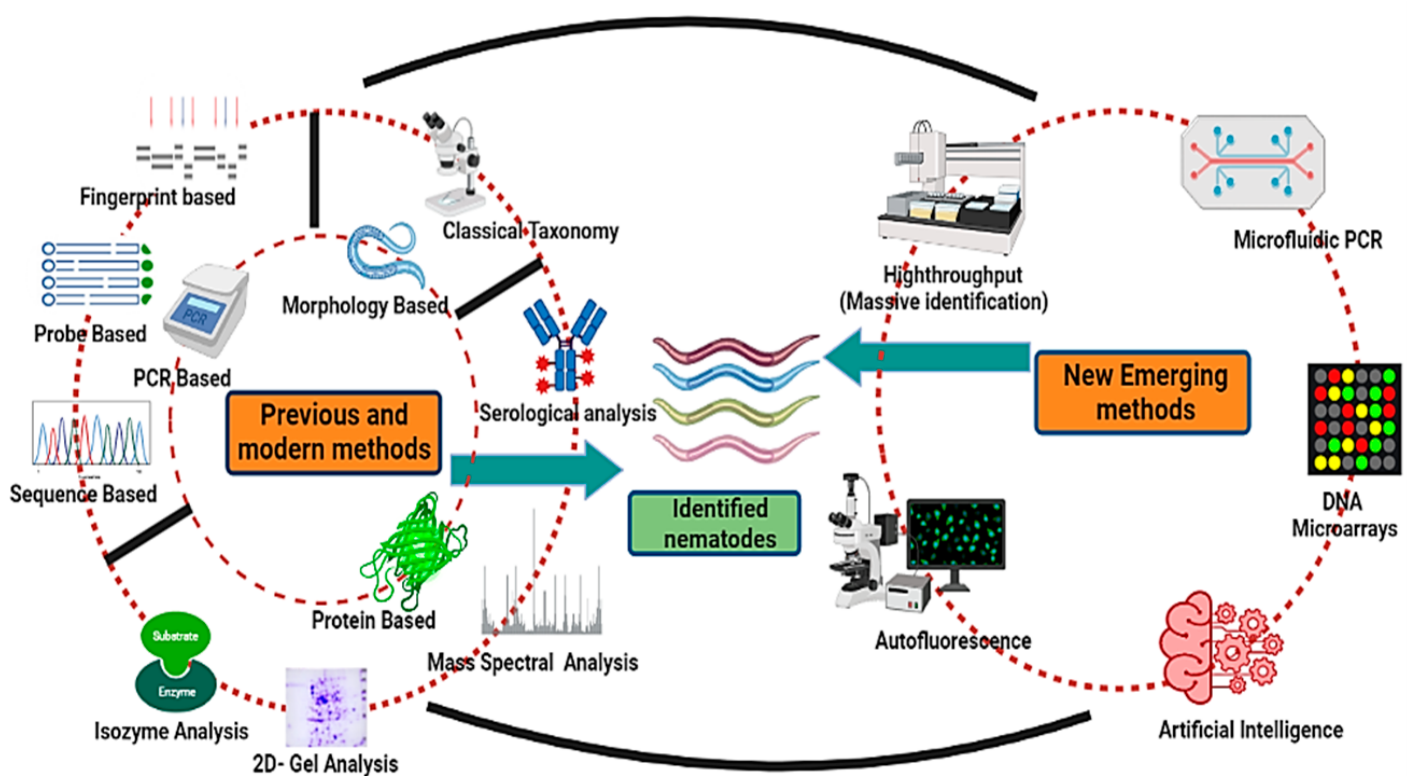 Fingerprint based
Classical Taxonomy
Probe Based
PCR
PCR Based
Morphology Based
Sequence Based
Previous and
modern methods
Serological analysis
Protein Based
Mass Spectral Analysis
Substrate
Enzyme
Isozyme Analysis
2D- Gel Analysis
Identified
nematodes
Highthroughput
(Massive identification)
Microfluidic PCR
New Emerging
methods
DNA
Microarrays
Autofluorescence
Artificial Intelligence